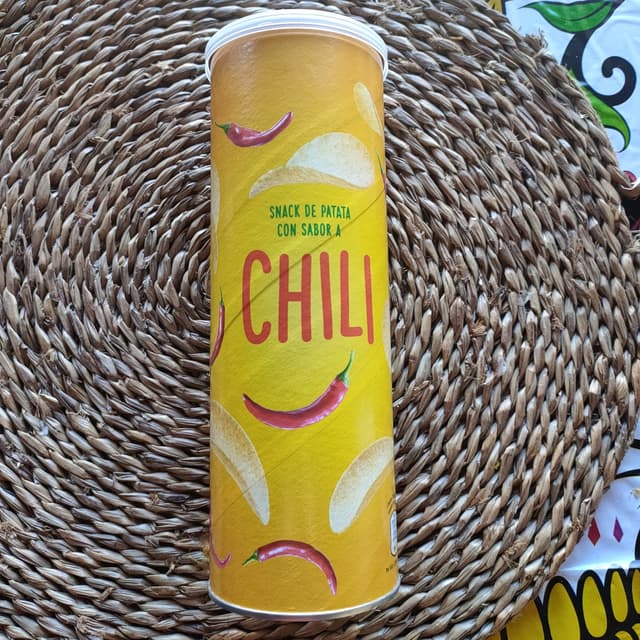 SNACK DE PATATA
CON SABOR A
CHILI